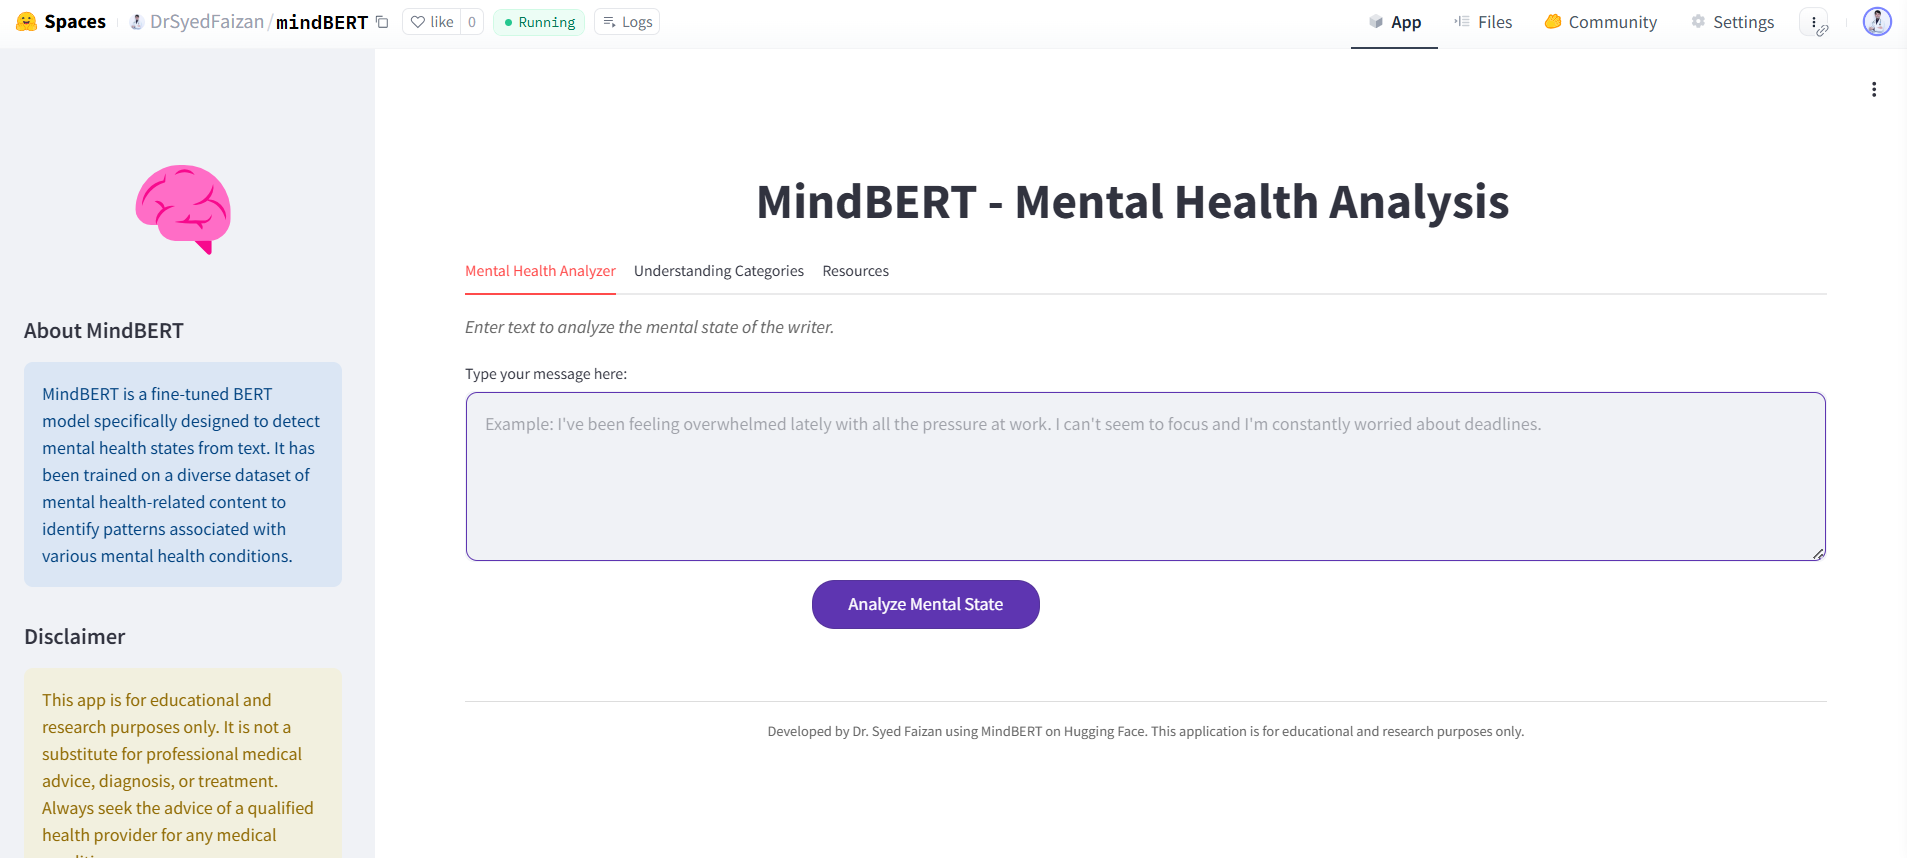 Spaces
DrSyedFaizan/mindBERT
like 0
Running
Logs
App
Files
Community
Settings
About MindBERT
MindBERT is a fine-tuned BERT
model specifically designed to detect
mental health states from text. It has
been trained on a diverse dataset of
mental health-related content to
identify patterns associated with
various mental health conditions.
Disclaimer
This app is for educational and
research purposes only. It is not a
substitute for professional medical
advice, diagnosis, or treatment.
Always seek the advice of a qualified
health provider for any medical
MindBERT - Mental Health Analysis
Mental Health Analyzer
Understanding Categories
Resources
Enter text to analyze the mental state of the writer.
Type your message here:
Example: I've been feeling overwhelmed lately with all the pressure at work. I can't seem to focus and I'm constantly worried about deadlines.
Analyze Mental State
Developed by Dr. Syed Faizan using MindBERT on Hugging Face. This application is for educational and research purposes only.